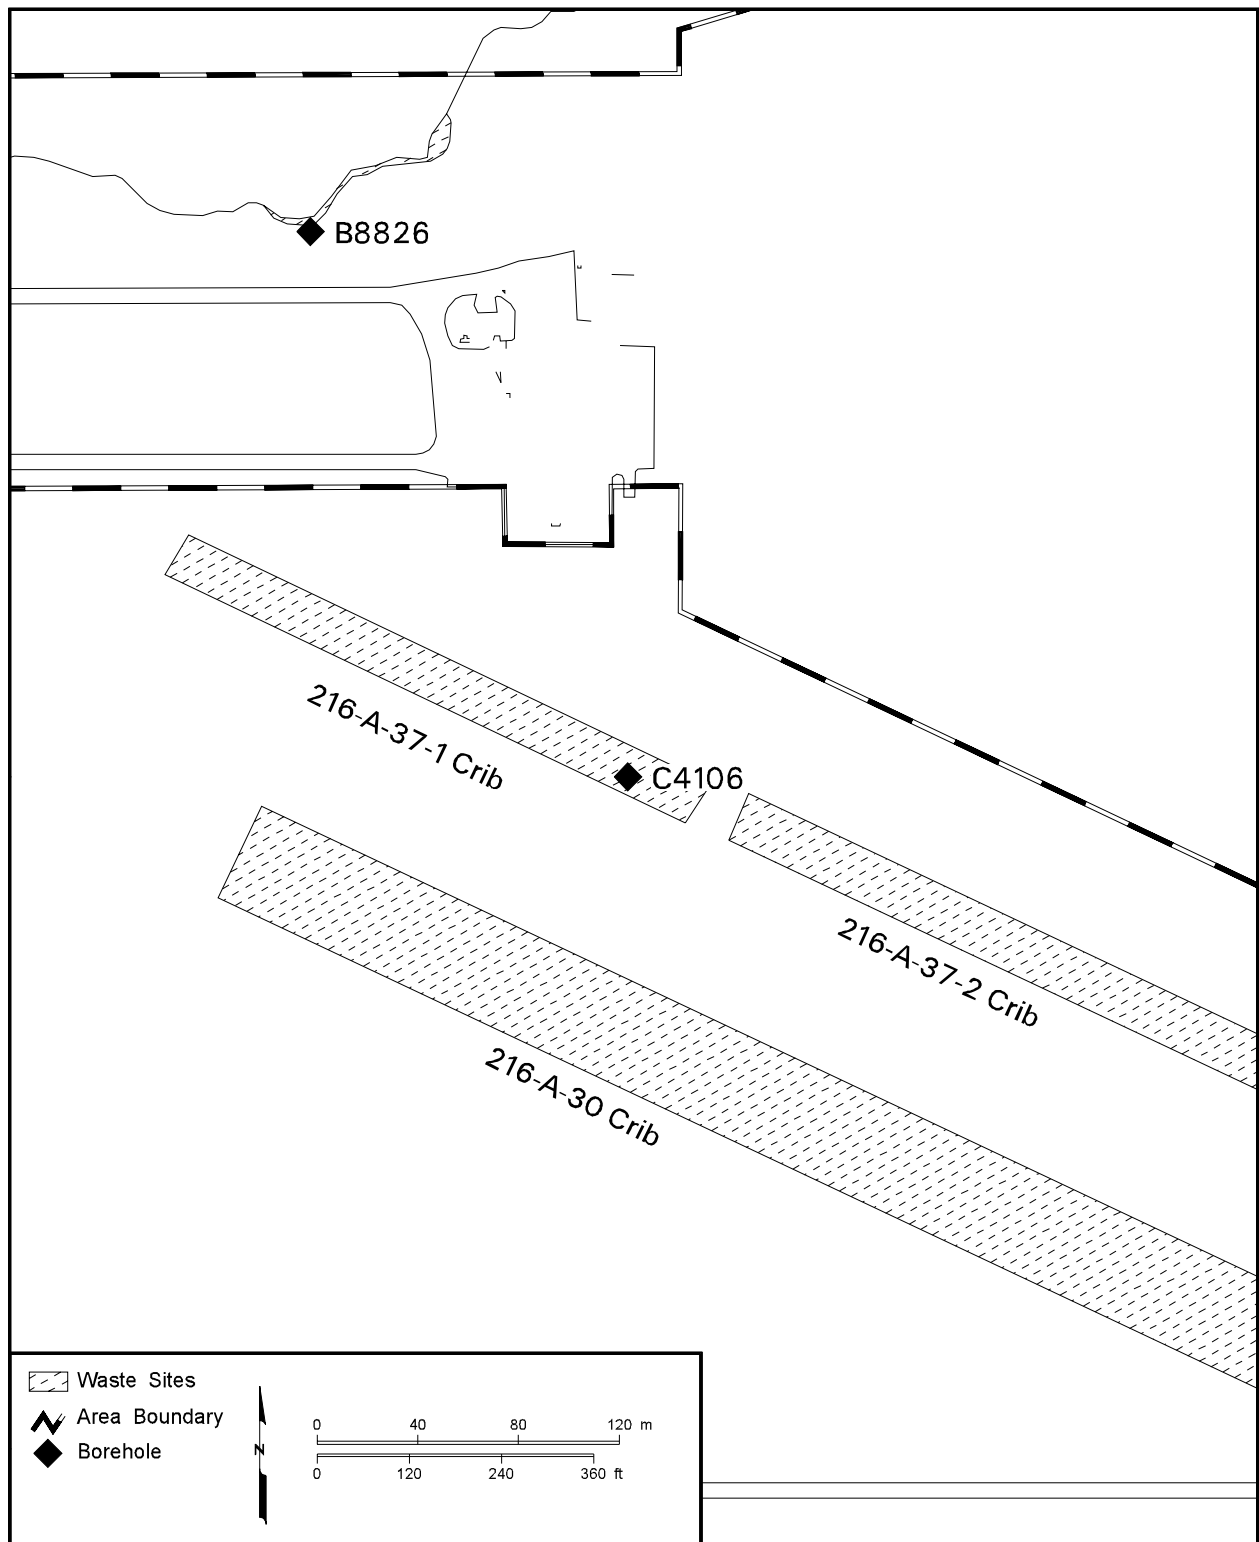 B8826
216-A-37-1 Crib
C4106
216-A-37-2 Crib
216-A-30 Crib
Waste Sites
Area Boundary
Borehole
N
0 40 80 120 m
0 120 240 360 ft